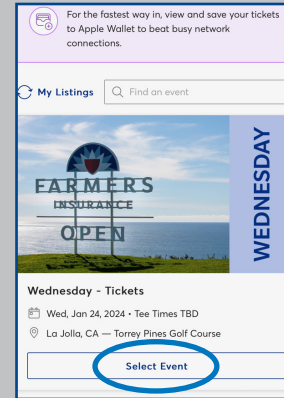 For the fastest way in, view and save your tickets
to Apple Wallet to beat busy network
connections.
My Listings
Find an event
FARMERS
INSURANCE
OPEN
WEDNESDAY
Wednesday - Tickets
Wed, Jan 24, 2024 • Tee Times TBD
La Jolla, CA — Torrey Pines Golf Course
Select Event